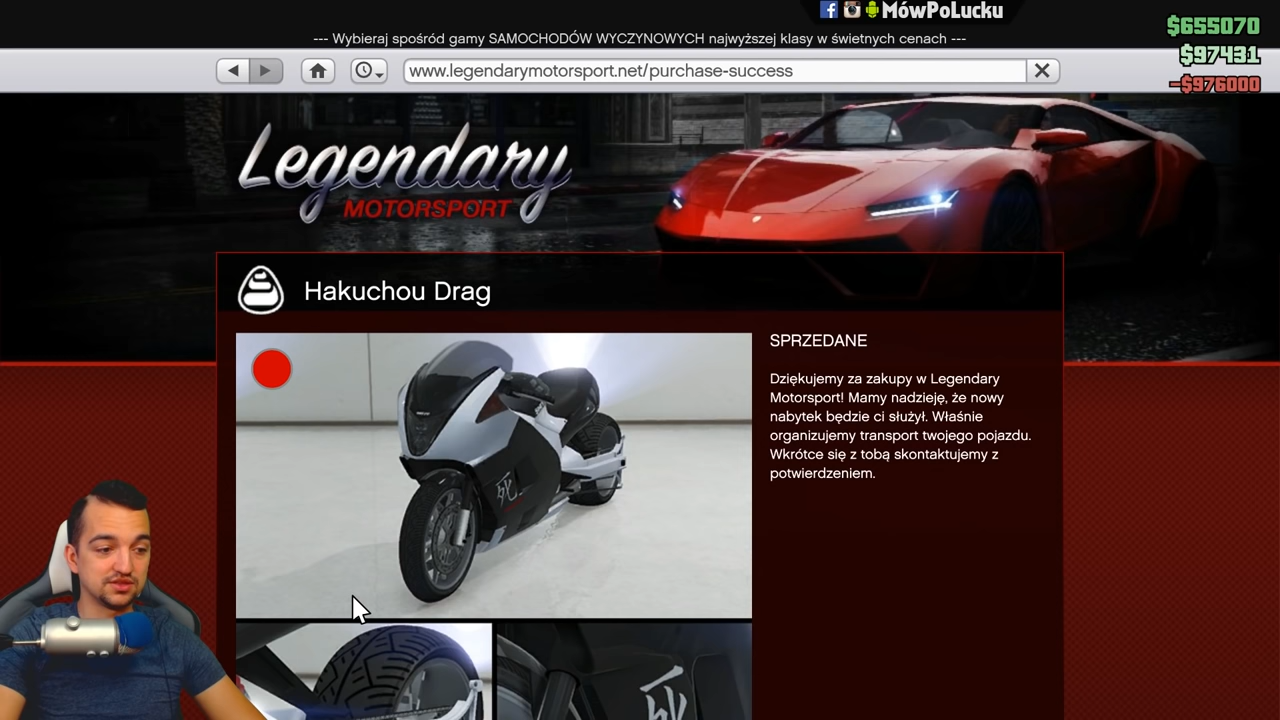 MówPoLucku
$655070
--- Wybieraj spośród gamy SAMOCHODÓW WYCZYNOWYCH najwyższej klasy w świetnych cenach ---
$97431
www.legendarymotorsport.net/purchase-success
-$976000
Legendary
MOTORSPORT
Hakuchou Drag
SPRZEDANE
Dziękujemy za zakupy w Legendary
Motorsport! Mamy nadzieję, że nowy
nabytek będzie ci służył. Właśnie
organizujemy transport twojego pojazdu.
Wkrótce się z tobą skontaktujemy z
potwierdzeniem.
死
死